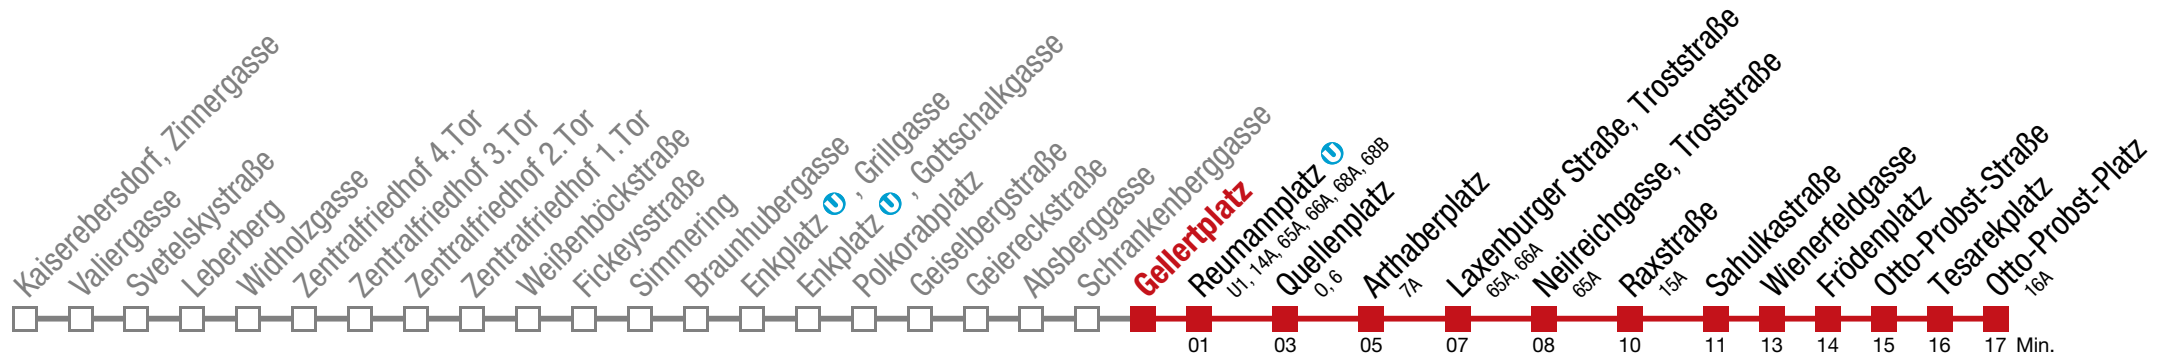 Kaiserebersdorf, Zinnergasse
Valiergasse
Svetelskystraße
Leberberg
Widholzgasse
Zentralfriedhof 4. Tor
Zentralfriedhof 3. Tor
Zentralfriedhof 2. Tor
Zentralfriedhof 1. Tor
Weißenböckstraße
Fickeysstraße
Simmering
Braunhubergasse
Enkplatz U, Grillgasse
Enkplatz U, Gottschalkgasse
Polkorabplatz
Geiselbergstraße
Geiereckstraße
Absberggasse
Schrankenberggasse
Gellertplatz
Reumannplatz U
U1, 14A, 65A, 66A, 68A, 68B
Quellenplatz
O, 6
Arthaberplatz
7A
Laxenburger Straße, Troststraße
65A, 66A
Neilreichgasse, Troststraße
65A
Raxstraße
15A
Sahulkastraße
Wienerfeldgasse
Frödenplatz
Otto-Probst-Straße
Tesarekplatz
Otto-Probst-Platz
16A
01 03 05 07 08 10 11 13 14 15 16 17 Min.